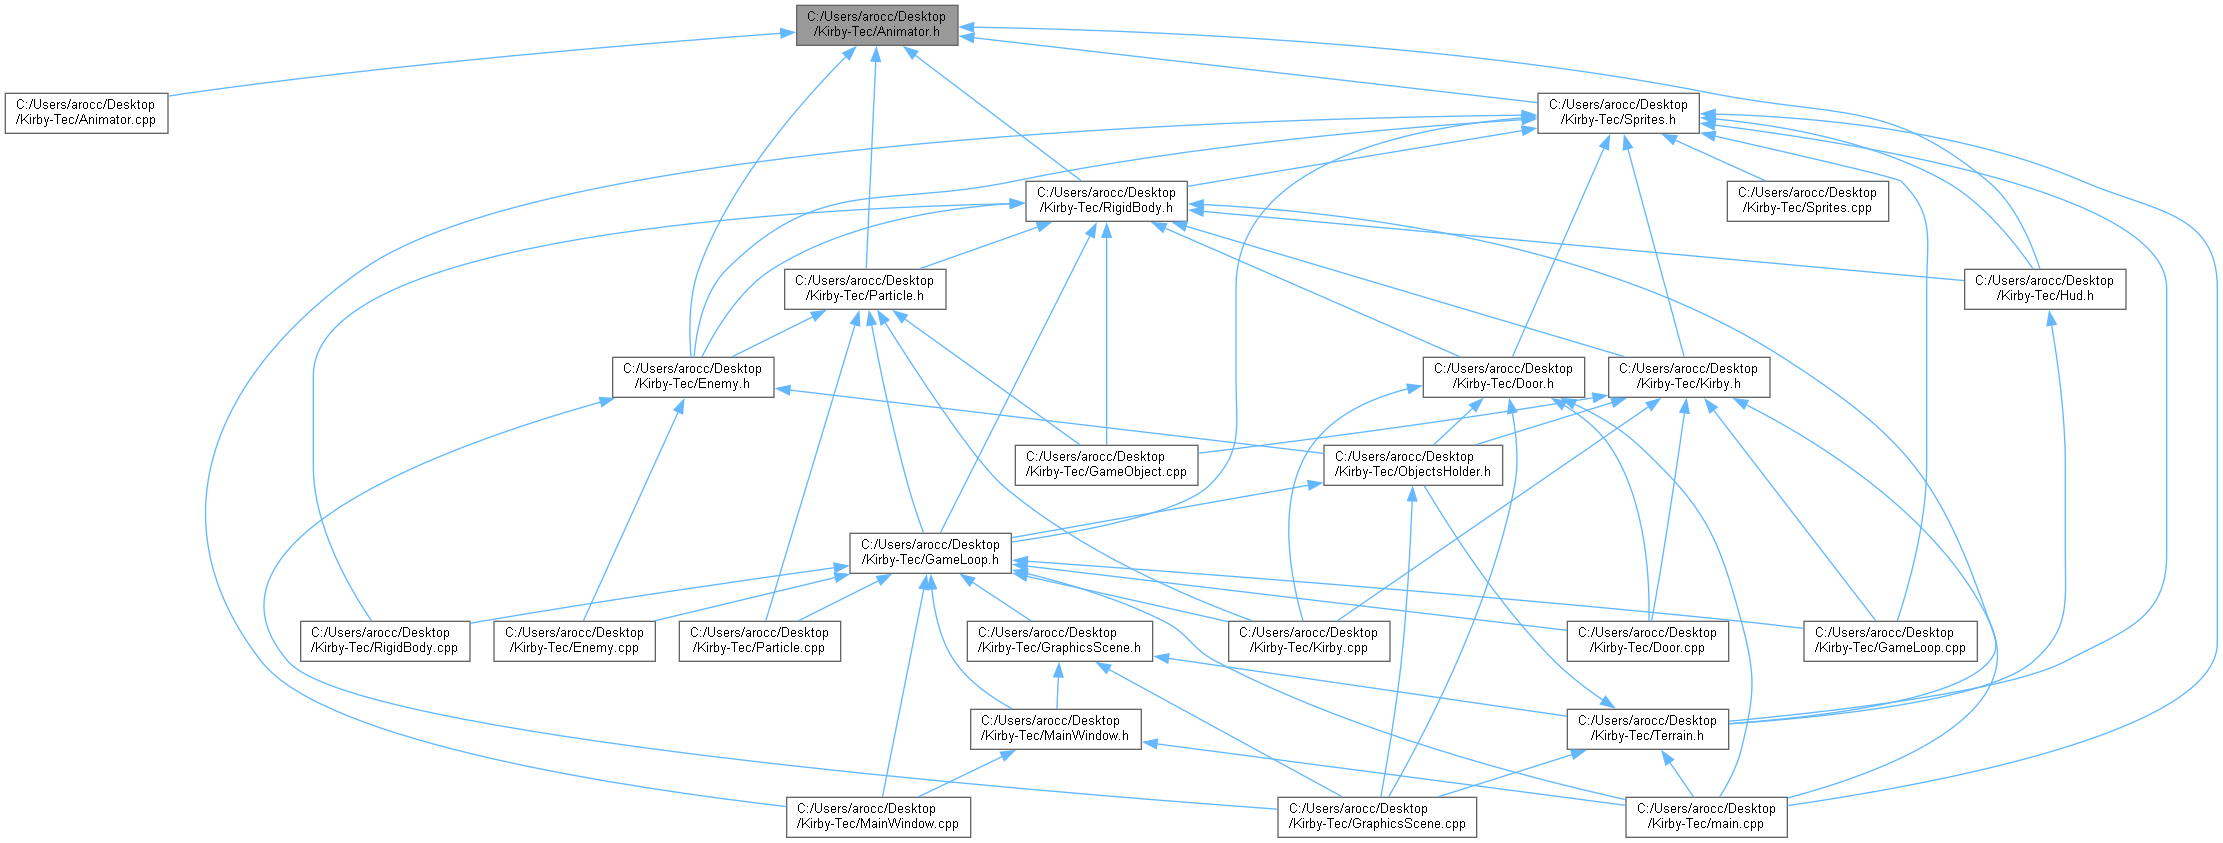 C:/Users/arocc/Desktop
/Kirby-Tec/Animator.h
C:/Users/arocc/Desktop
/Kirby-Tec/Animator.cpp
C:/Users/arocc/Desktop
/Kirby-Tec/Sprites.h
C:/Users/arocc/Desktop
/Kirby-Tec/RigidBody.h
C:/Users/arocc/Desktop
/Kirby-Tec/Sprites.cpp
C:/Users/arocc/Desktop
/Kirby-Tec/Particle.h
C:/Users/arocc/Desktop
/Kirby-Tec/Hud.h
C:/Users/arocc/Desktop
/Kirby-Tec/Enemy.h
C:/Users/arocc/Desktop
/Kirby-Tec/Door.h
C:/Users/arocc/Desktop
/Kirby-Tec/Kirby.h
C:/Users/arocc/Desktop
/Kirby-Tec/GameObject.cpp
C:/Users/arocc/Desktop
/Kirby-Tec/ObjectsHolder.h
C:/Users/arocc/Desktop
/Kirby-Tec/GameLoop.h
C:/Users/arocc/Desktop
/Kirby-Tec/RigidBody.cpp
C:/Users/arocc/Desktop
/Kirby-Tec/Enemy.cpp
C:/Users/arocc/Desktop
/Kirby-Tec/Particle.cpp
C:/Users/arocc/Desktop
/Kirby-Tec/GraphicsScene.h
C:/Users/arocc/Desktop
/Kirby-Tec/Kirby.cpp
C:/Users/arocc/Desktop
/Kirby-Tec/Door.cpp
C:/Users/arocc/Desktop
/Kirby-Tec/GameLoop.cpp
C:/Users/arocc/Desktop
/Kirby-Tec/MainWindow.h
C:/Users/arocc/Desktop
/Kirby-Tec/Terrain.h
C:/Users/arocc/Desktop
/Kirby-Tec/MainWindow.cpp
C:/Users/arocc/Desktop
/Kirby-Tec/GraphicsScene.cpp
C:/Users/arocc/Desktop
/Kirby-Tec/main.cpp